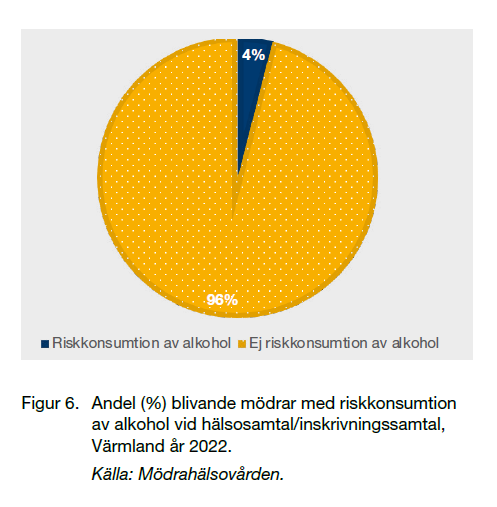 4%
96%
Riskkonsumtion av alkohol Ej riskkonsumtion av alkohol
Figur 6. Andel (%) blivande mödrar med riskkonsumtion
av alkohol vid hälsosamtal/inskrivningssamtal,
Värmland år 2022.
Källa: Mödrahälsovården.